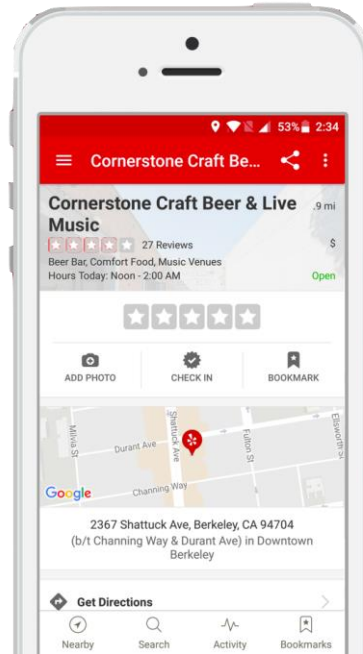 53% 2:34
Cornerstone Craft Be...
Cornerstone Craft Beer & Live
Music
.9 mi
27 Reviews
$
Beer Bar, Comfort Food, Music Venues
Hours Today: Noon - 2:00 AM
Open
ADD PHOTO
CHECK IN
BOOKMARK
Milvia St
Durant Ave
Shattuck Ave
Fulton St
Ellsworth St
Channing Way
Google
2367 Shattuck Ave, Berkeley, CA 94704
(b/t Channing Way & Durant Ave) in Downtown
Berkeley
Get Directions
Nearby
Search
Activity
Bookmarks